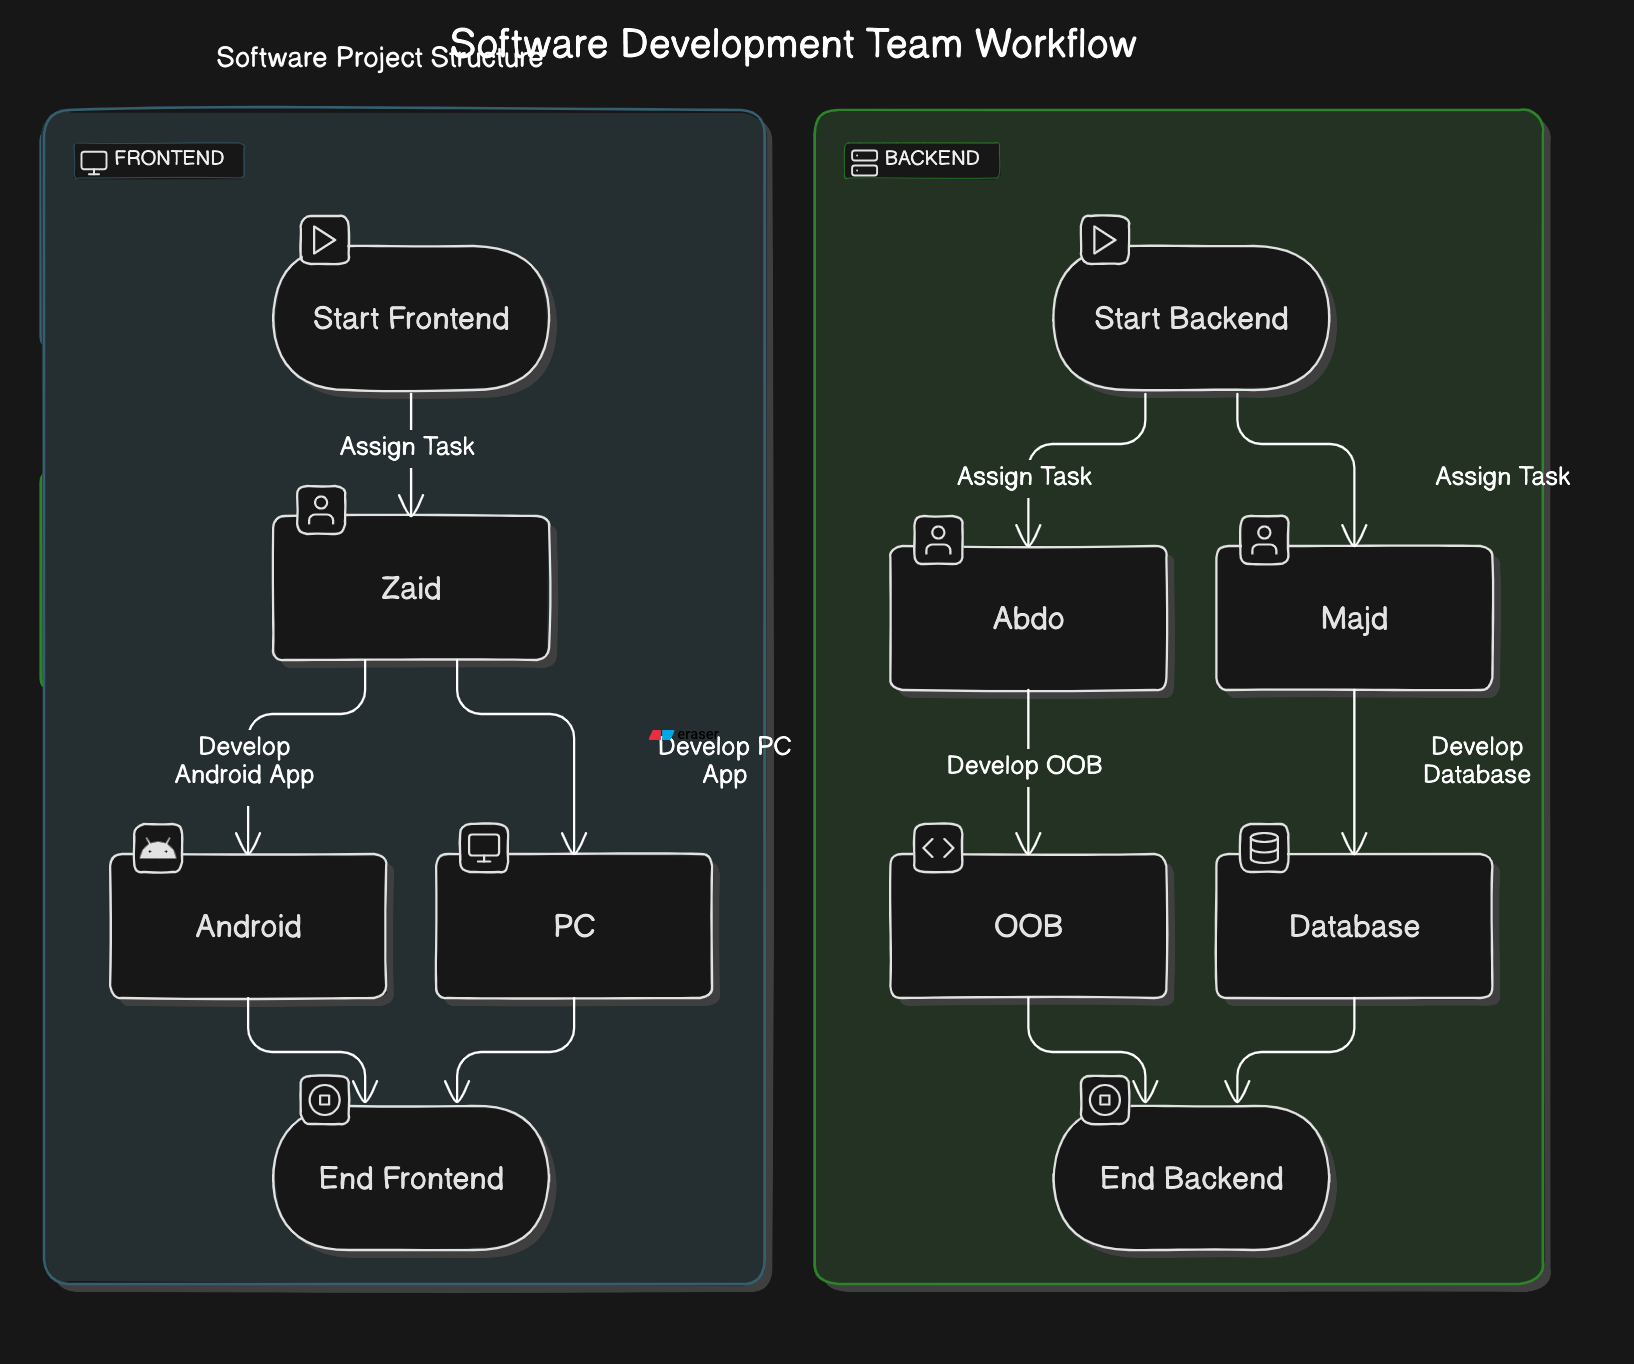 Software Development Team Workflow
Software Project Structure
FRONTEND
Start Frontend
Assign Task
Zaid
Develop
Android App
eraser
Develop PC
App
Android
PC
End Frontend
BACKEND
Start Backend
Assign Task
Assign Task
Abdo
Majd
Develop OOB
Develop
Database
OOB
Database
End Backend